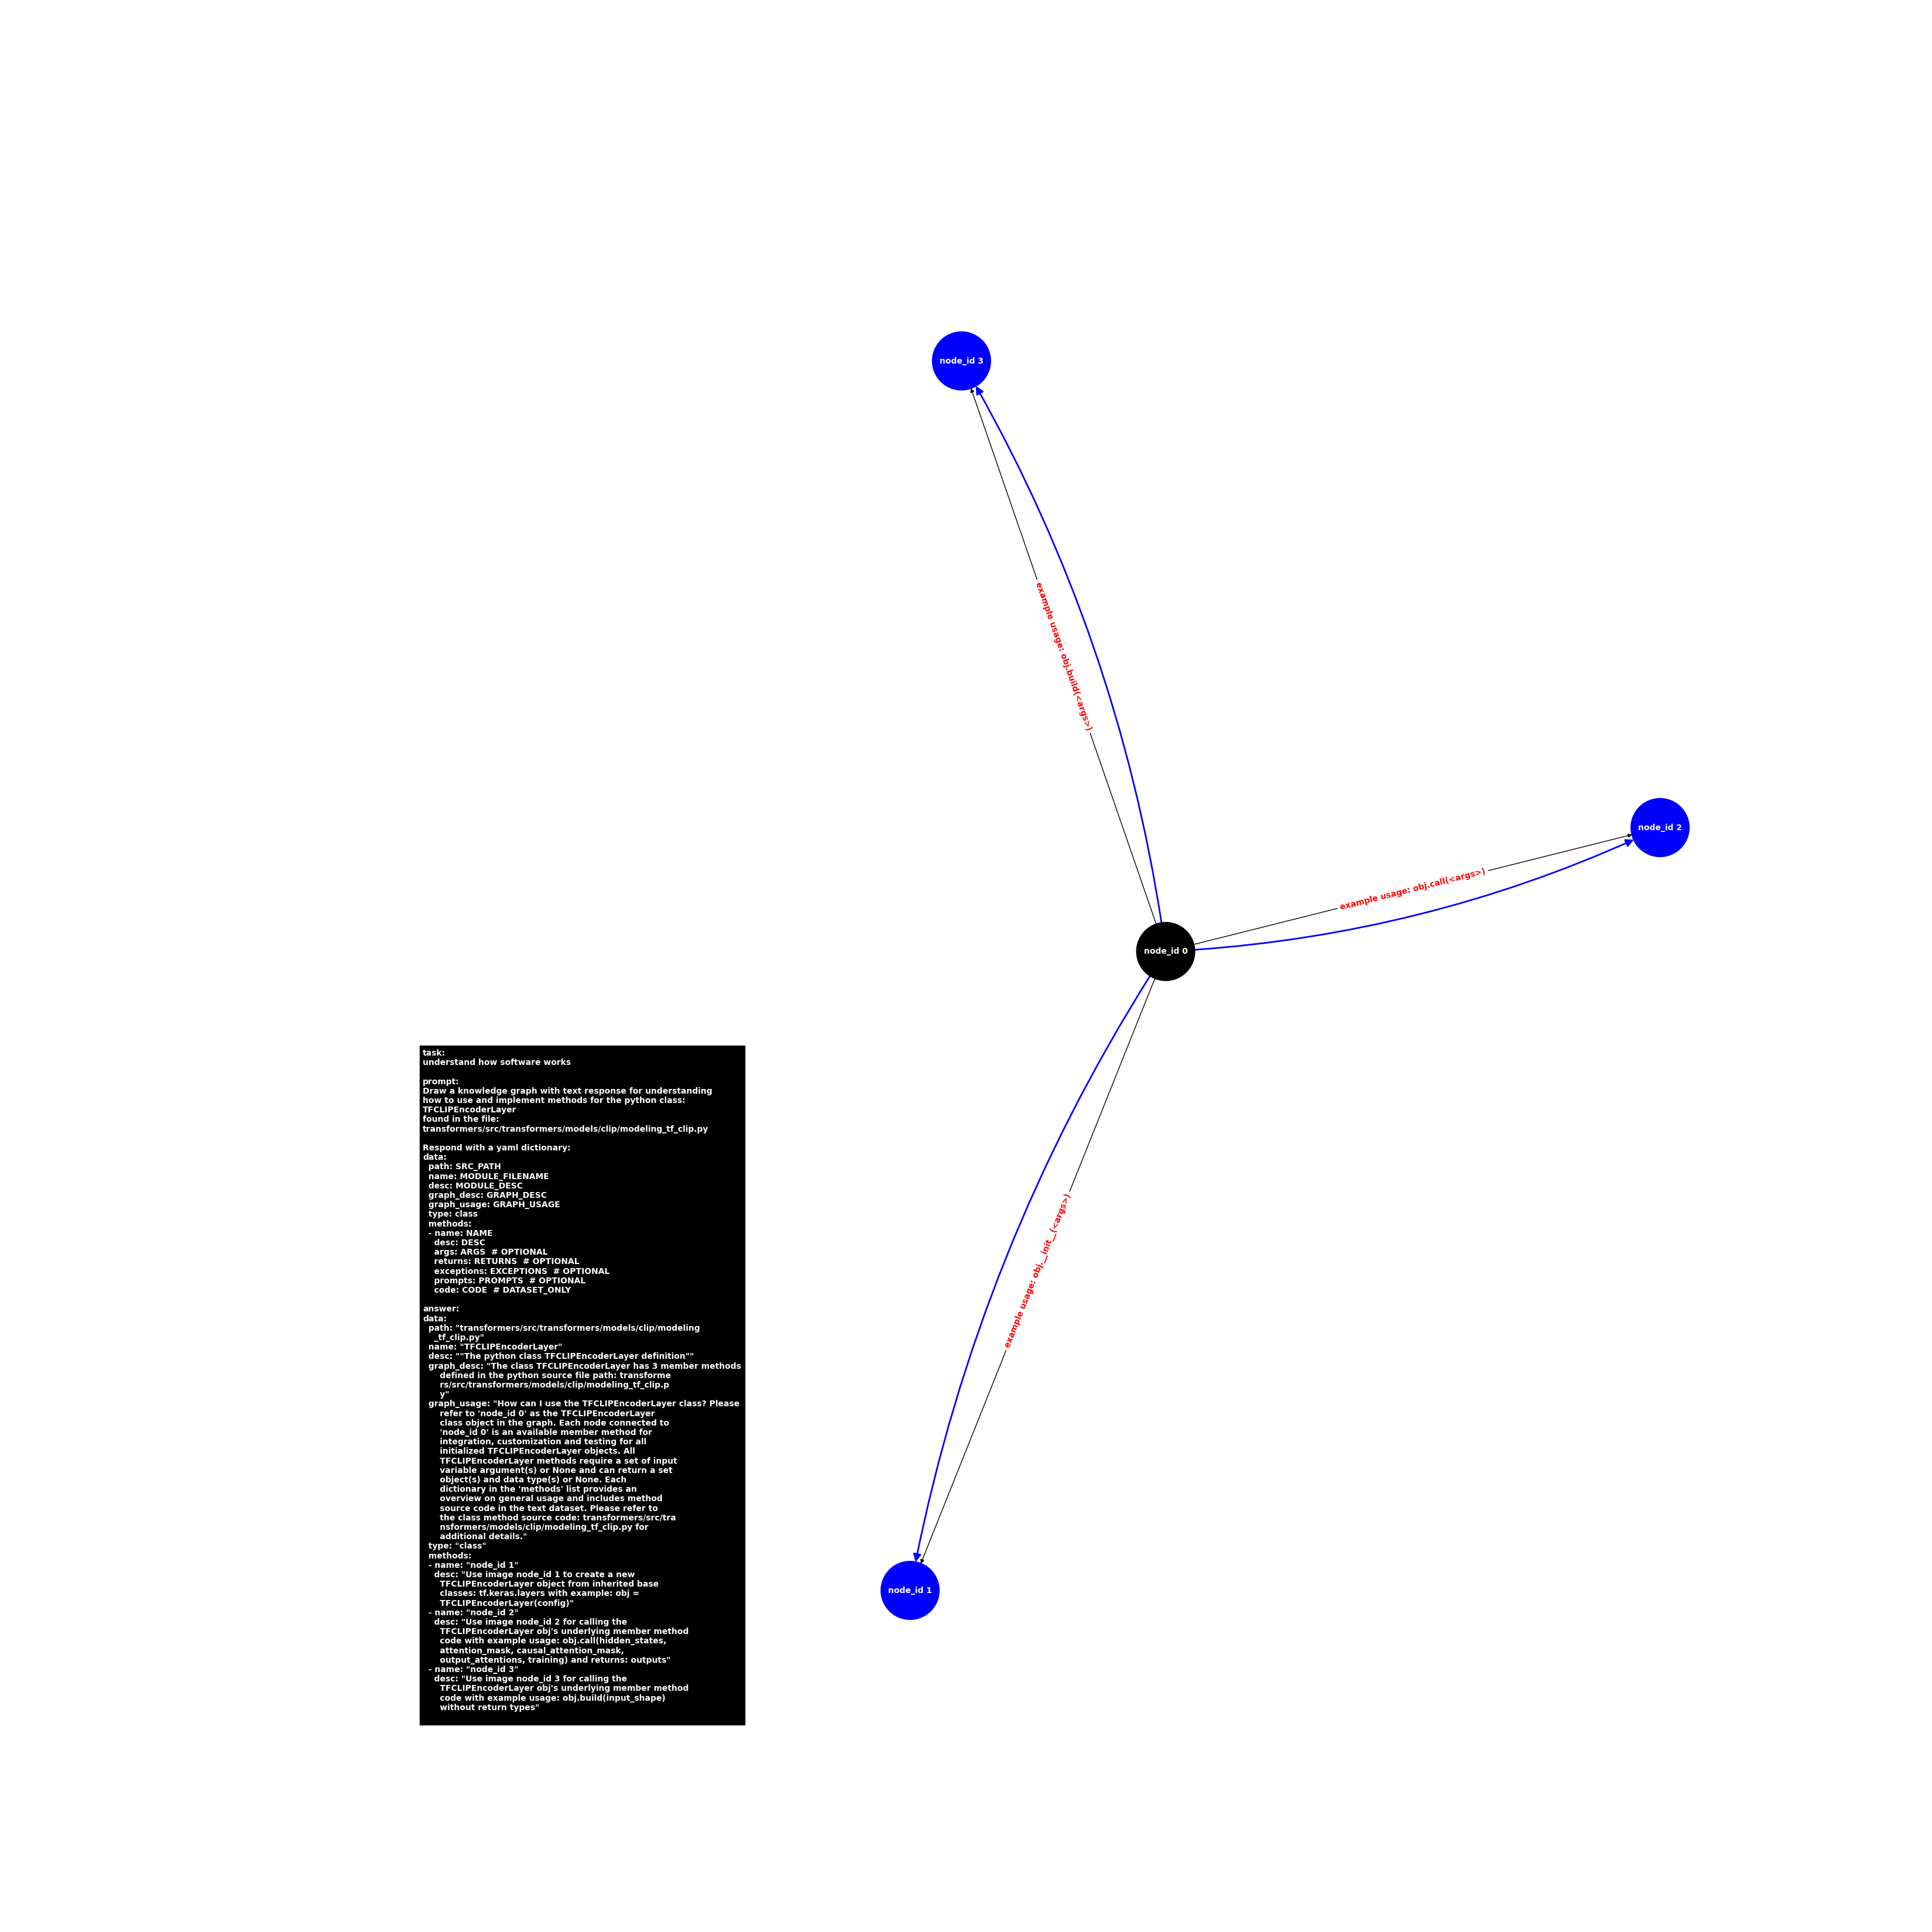 node_id 3
example usage: obj.build(<args>)
node_id 2
example usage: obj.call(<args>)
node_id 0
example usage: obj.__init__(<args>)
node_id 1
task:
understand how software works

prompt:
Draw a knowledge graph with text response for understanding
how to use and implement methods for the python class:
TFCLIPEncoderLayer
found in the file:
transformers/src/transformers/models/clip/modeling_tf_clip.py

Respond with a yaml dictionary:
data:
  path: SRC_PATH
  name: MODULE_FILENAME
  desc: MODULE_DESC
  graph_desc: GRAPH_DESC
  graph_usage: GRAPH_USAGE
  type: class
  methods:
  - name: NAME
    desc: DESC
    args: ARGS  # OPTIONAL
    returns: RETURNS  # OPTIONAL
    exceptions: EXCEPTIONS  # OPTIONAL
    prompts: PROMPTS  # OPTIONAL
    code: CODE  # DATASET_ONLY

answer:
data:
  path: "transformers/src/transformers/models/clip/modeling
    _tf_clip.py"
  name: "TFCLIPEncoderLayer"
  desc: ""The python class TFCLIPEncoderLayer definition""
  graph_desc: "The class TFCLIPEncoderLayer has 3 member methods
      defined in the python source file path: transforme
      rs/src/transformers/models/clip/modeling_tf_clip.p
      y"
  graph_usage: "How can I use the TFCLIPEncoderLayer class? Please
      refer to 'node_id 0' as the TFCLIPEncoderLayer
      class object in the graph. Each node connected to
      'node_id 0' is an available member method for
      integration, customization and testing for all
      initialized TFCLIPEncoderLayer objects. All
      TFCLIPEncoderLayer methods require a set of input
      variable argument(s) or None and can return a set
      object(s) and data type(s) or None. Each
      dictionary in the 'methods' list provides an
      overview on general usage and includes method
      source code in the text dataset. Please refer to
      the class method source code: transformers/src/tra
      nsformers/models/clip/modeling_tf_clip.py for
      additional details."
  type: "class"
  methods:
  - name: "node_id 1"
    desc: "Use image node_id 1 to create a new
      TFCLIPEncoderLayer object from inherited base
      classes: tf.keras.layers with example: obj =
      TFCLIPEncoderLayer(config)"
  - name: "node_id 2"
    desc: "Use image node_id 2 for calling the
      TFCLIPEncoderLayer obj's underlying member method
      code with example usage: obj.call(hidden_states,
      attention_mask, causal_attention_mask,
      output_attentions, training) and returns: outputs"
  - name: "node_id 3"
    desc: "Use image node_id 3 for calling the
      TFCLIPEncoderLayer obj's underlying member method
      code with example usage: obj.build(input_shape)
      without return types"